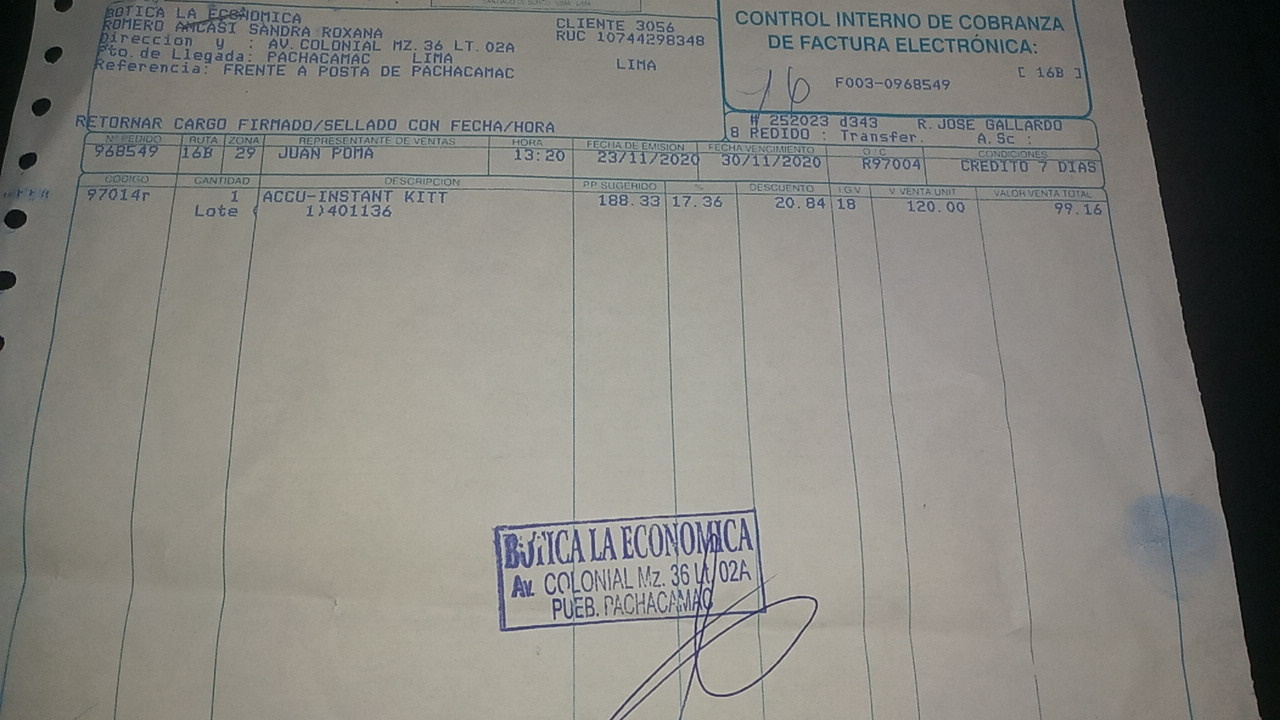 BOTICA LA ECONOMICA
ROMERO ANCASI SANDRA ROXANA
CLIENTE 3056
RUC 10744298348
Direccion y : AV.COLONIAL MZ.36 LT.02A
Pto de Llegada: PACHACAMAC LIMA LIMA
Referencia: FRENTE A POSTA DE PACHACAMAC
CONTROL INTERNO DE COBRANZA
DE FACTURA ELECTRÓNICA:
[ 16B ]
16 F003-0968549
RETORNAR CARGO FIRMADO/SELLADO CON FECHA/HORA
# 252023 d343 R. JOSE GALLARDO
8 REDIDO : Transfer. A.Sc :
Nº PEDIDO RUTA ZONA REPRESENTANTE DE VENTAS HORA FECHA DE EMISION FECHA VENCIMIENTO O / C CONDICIONES
968549 16B 29 JUAN POMA 13:20 23/11/2020 30/11/2020 R97004 CREDITO 7 DIAS
CODIGO CANTIDAD DESCRIPCION PP. SUGERIDO % DESCUENTO I.G.V V VENTA UNIT VALOR VENTA TOTAL
97014r 1 ACCU-INSTANT KITT 188.33 17.36 20.84 18 120.00 99.16
Lote ( 1)401136
BOTICA LA ECONOMICA
Av. COLONIAL Mz. 36 Lt. 02A
PUEB. PACHACAMAC